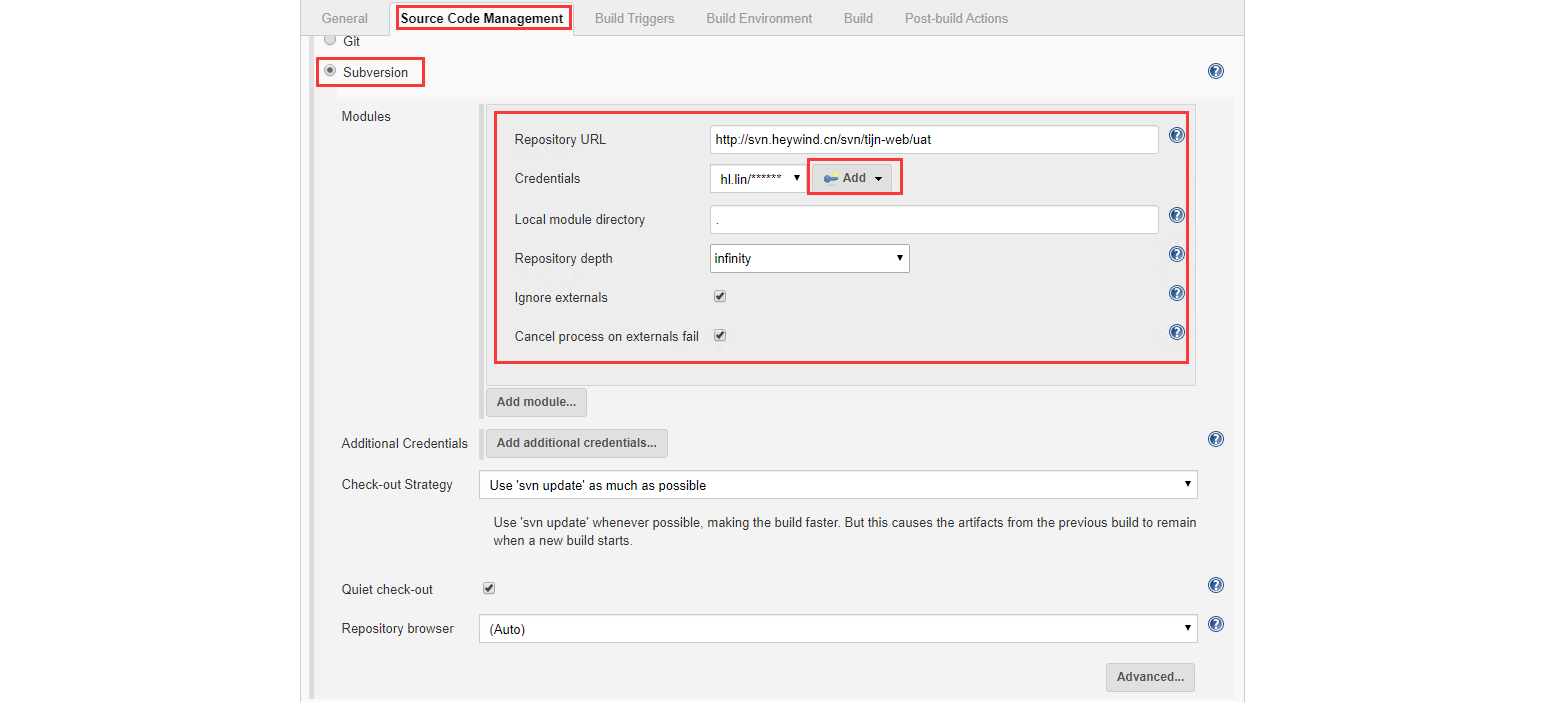 General Source Code Management Build Triggers Build Environment Build Post-build Actions
Git
Subversion
Modules
Repository URL http://svn.heywind.cn/svn/tijn-web/uat
Credentials hl.lin/****** Add
Local module directory .
Repository depth infinity
Ignore externals
Cancel process on externals fail
Add module...
Additional Credentials Add additional credentials...
Check-out Strategy Use 'svn update' as much as possible
Use 'svn update' whenever possible, making the build faster. But this causes the artifacts from the previous build to remain
when a new build starts.
Quiet check-out
Repository browser (Auto)
Advanced...